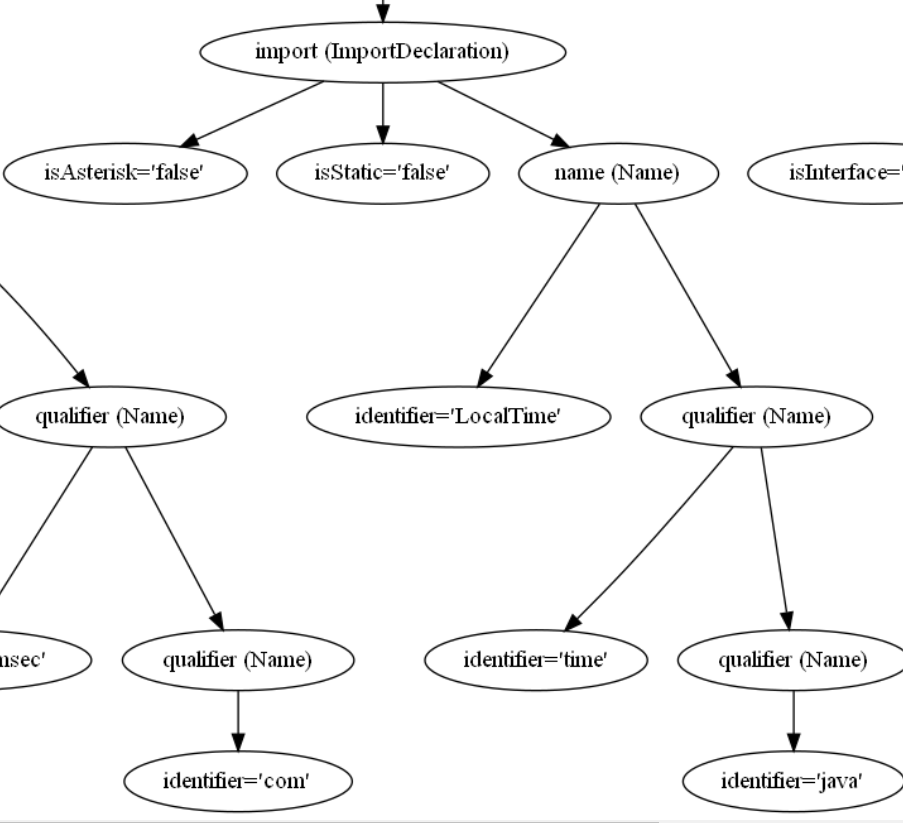 import (ImportDeclaration)
isAsterisk='false'
isStatic='false'
name (Name)
isInterface='
qualifier (Name)
identifier='LocalTime'
qualifier (Name)
qualifier (Name)
identifier='time'
qualifier (Name)
identifier='com'
identifier='java'